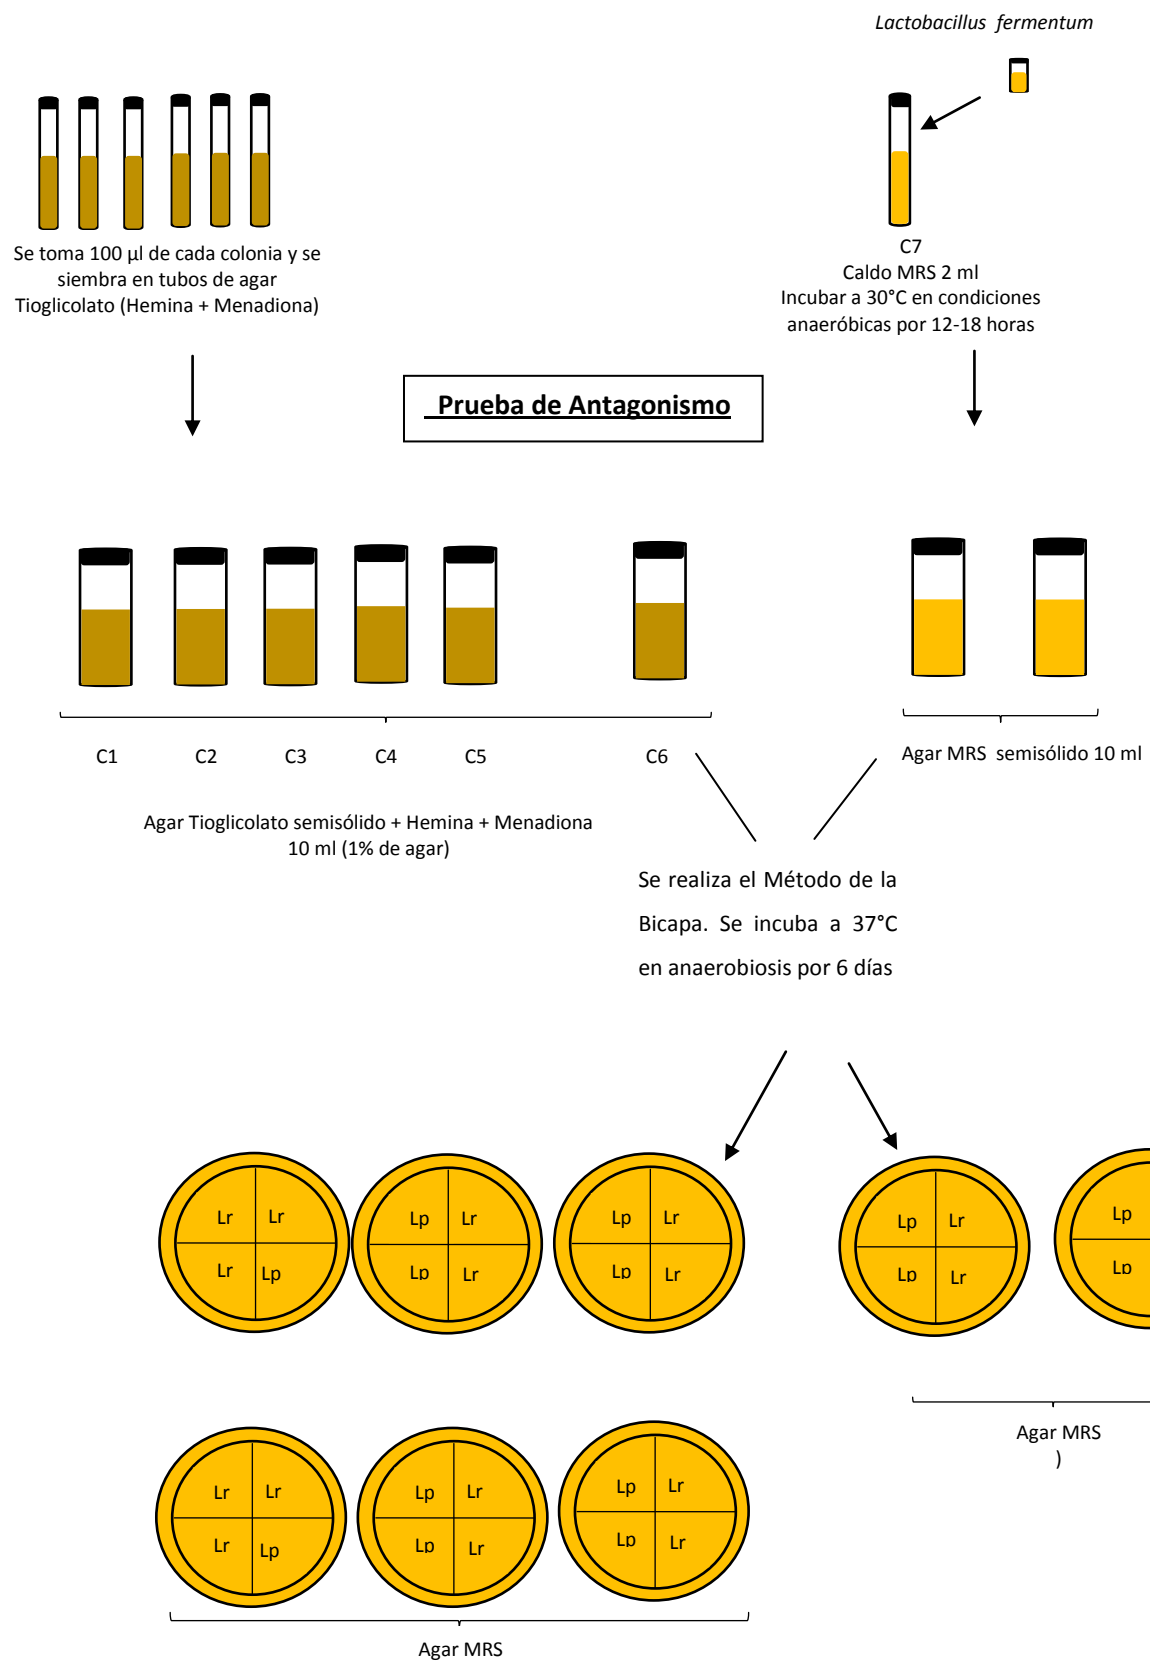 Lactobacillus fermentum
Se toma 100 µl de cada colonia y se
siembra en tubos de agar
Tioglicolato (Hemina + Menadiona)
C7
Caldo MRS 2 ml
Incubar a 30°C en condiciones
anaeróbicas por 12-18 horas
Prueba de Antagonismo
C1 C2 C3 C4 C5 C6
Agar MRS semisólido 10 ml
Agar Tioglicolato semisólido + Hemina + Menadiona
10 ml (1% de agar)
Se realiza el Método de la
Bicapa. Se incuba a 37°C
en anaerobiosis por 6 días
Lr Lr Lp Lr Lp Lr Lp Lr Lp
Lr Lp Lp Lr Lp Lr Lp Lr Lp
Agar MRS
)
Lr Lr Lp Lr Lp Lr
Lr Lp Lp Lr Lp Lr
Agar MRS